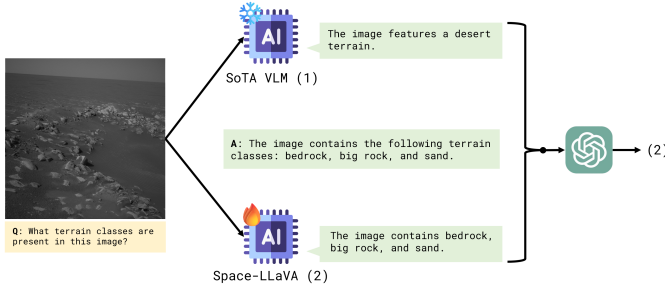 AI
The image features a desert
terrain.
SoTA VLM (1)
A: The image contains the following terrain
classes: bedrock, big rock, and sand.
(2)
Q: What terrain classes are
present in this image?
AI
The image contains bedrock,
big rock, and sand.
Space-LLaVA (2)